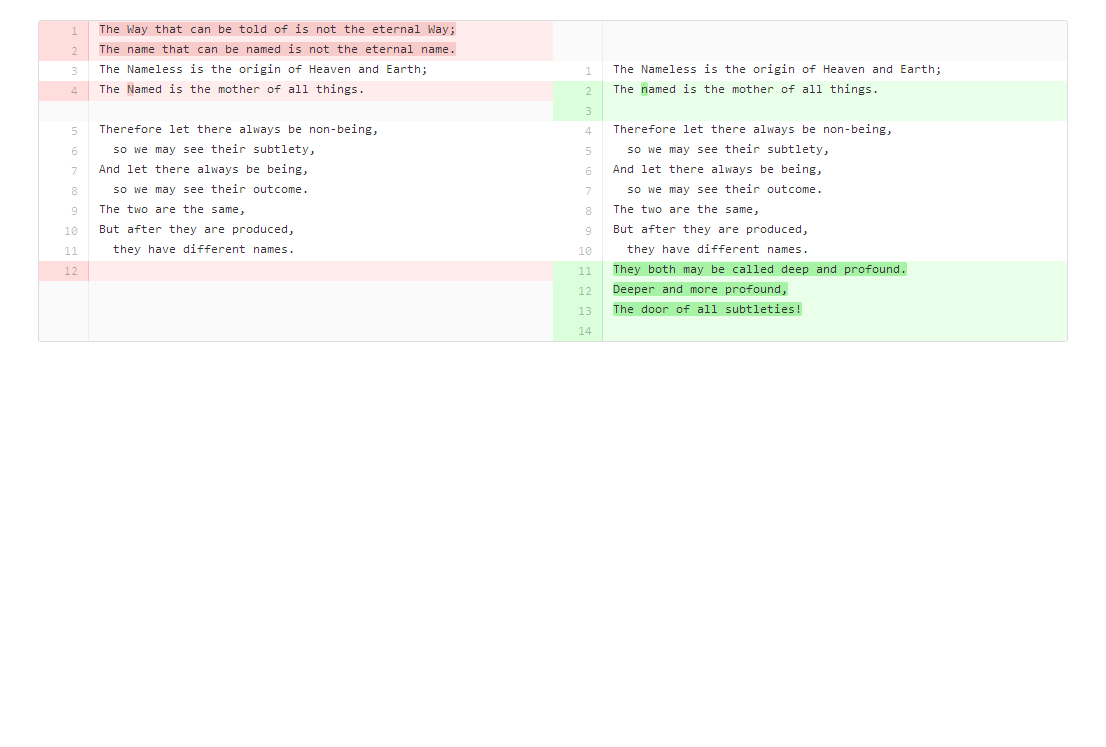 1 The Way that can be told of is not the eternal Way;
2 The name that can be named is not the eternal name.
3 The Nameless is the origin of Heaven and Earth;
4 The Named is the mother of all things.
5 Therefore let there always be non-being,
6   so we may see their subtlety,
7 And let there always be being,
8   so we may see their outcome.
9 The two are the same,
10 But after they are produced,
11   they have different names.
12
1 The Nameless is the origin of Heaven and Earth;
2 The named is the mother of all things.
3
4 Therefore let there always be non-being,
5   so we may see their subtlety,
6 And let there always be being,
7   so we may see their outcome.
8 The two are the same,
9 But after they are produced,
10   they have different names.
11 They both may be called deep and profound.
12 Deeper and more profound,
13 The door of all subtleties!
14